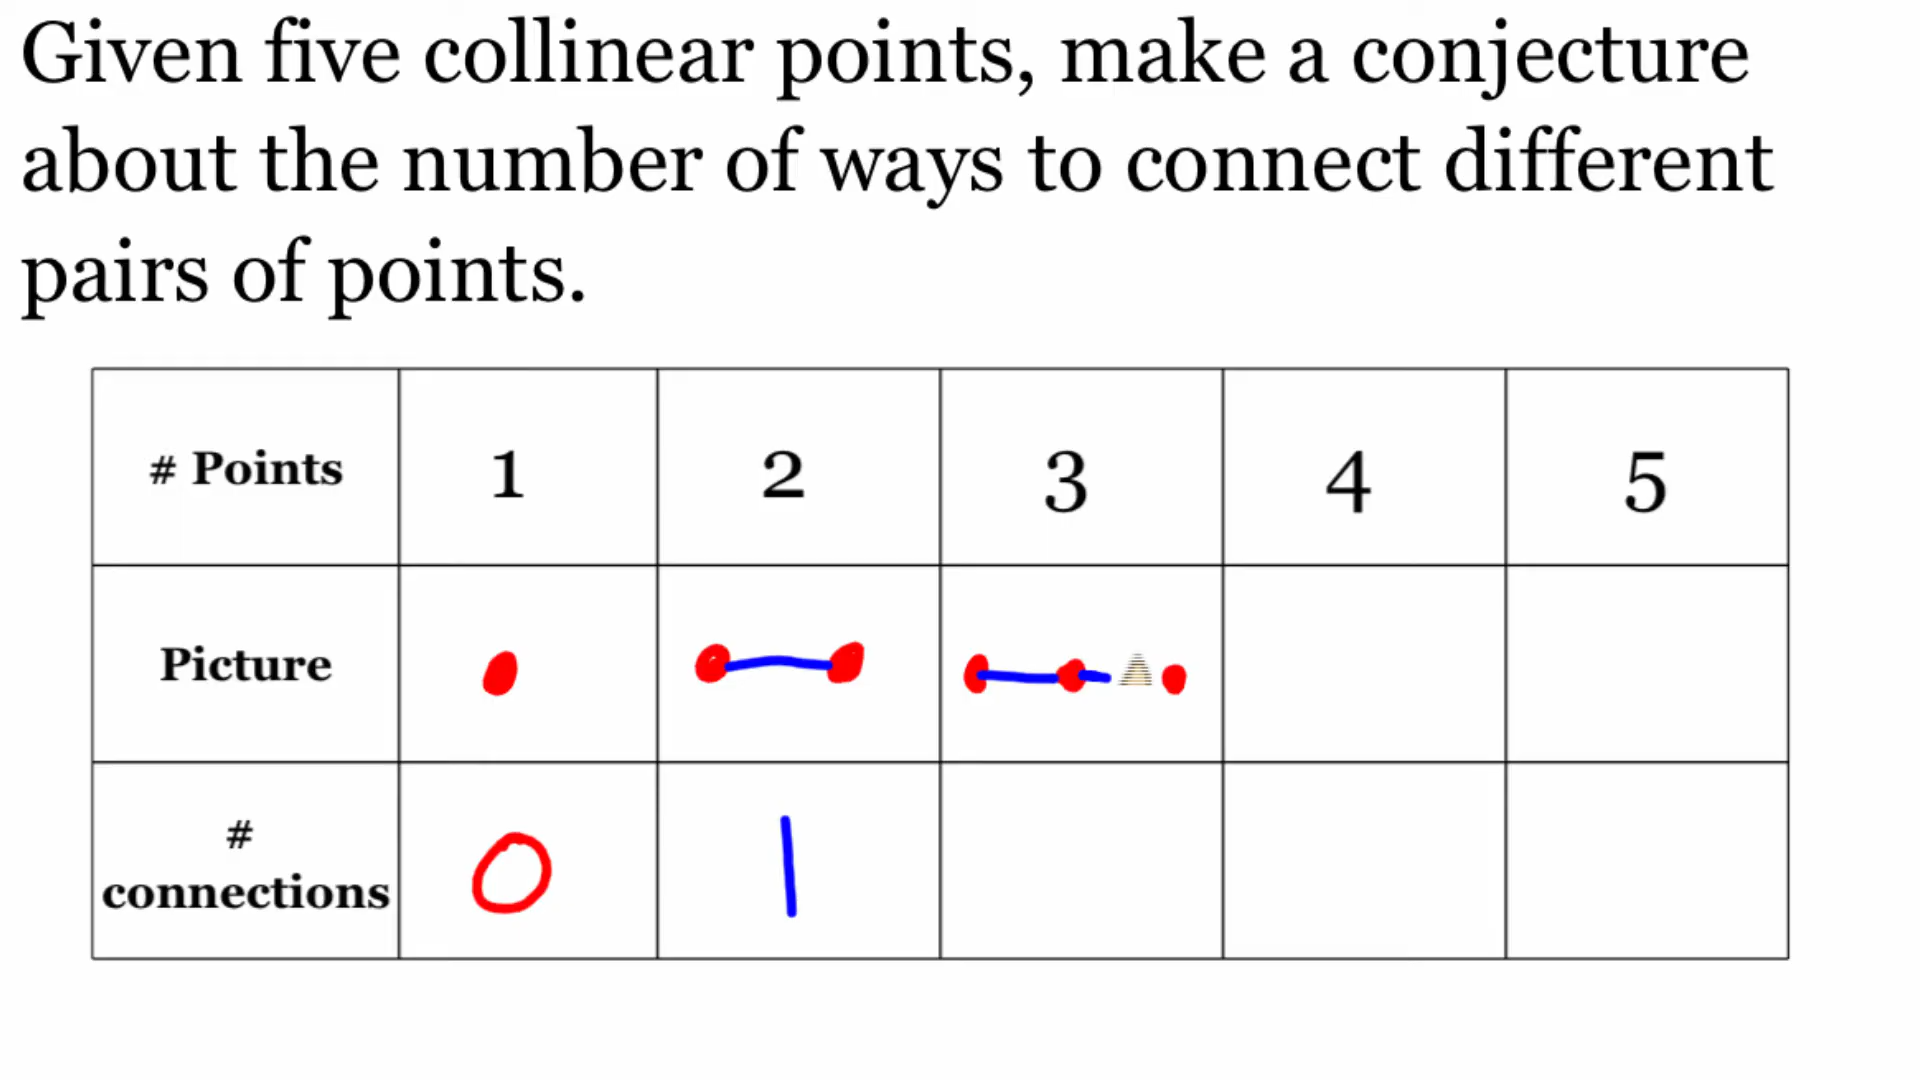 Given five collinear points, make a conjecture
about the number of ways to connect different
pairs of points.
# Points 1 2 3 4 5
Picture
#
connections 0 1